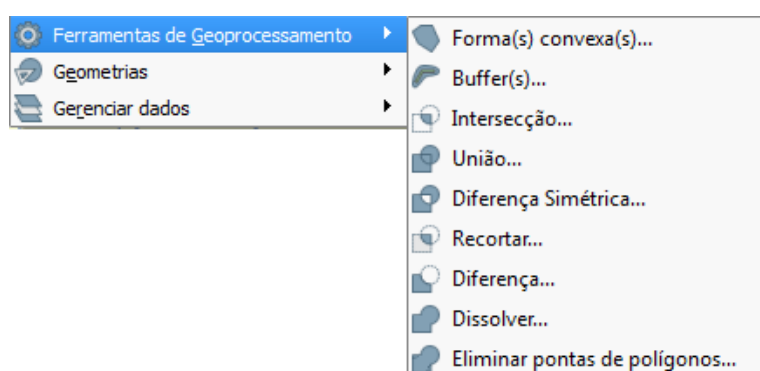 Ferramentas de Geoprocessamento
Geometrias
Gerenciar dados
Forma(s) convexa(s)...
Buffer(s)...
Intersecção...
União...
Diferença Simétrica...
Recortar...
Diferença...
Dissolver...
Eliminar pontas de polígonos...